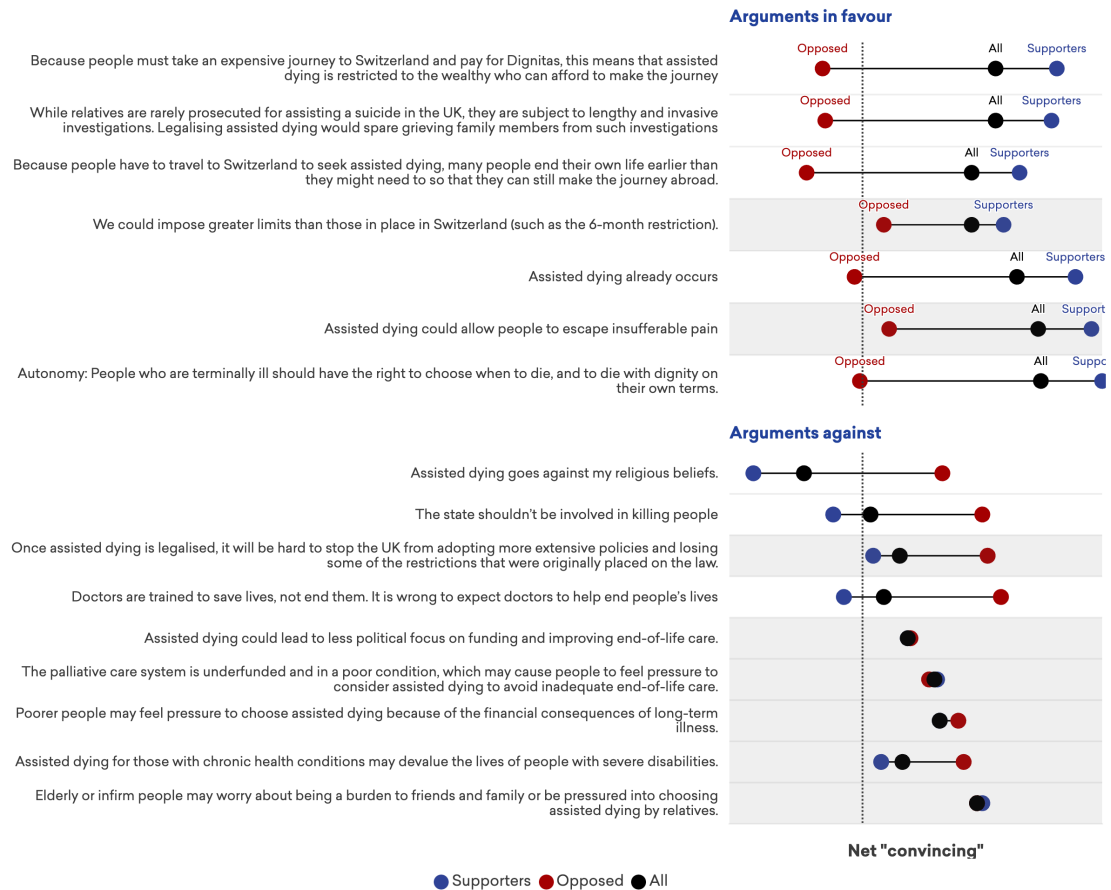 Arguments in favour
Opposed All Supporters
Because people must take an expensive journey to Switzerland and pay for Dignitas, this means that assisted
dying is restricted to the wealthy who can afford to make the journey
Opposed All Supporters
While relatives are rarely prosecuted for assisting a suicide in the UK, they are subject to lengthy and invasive
investigations. Legalising assisted dying would spare grieving family members from such investigations
Opposed All Supporters
Because people have to travel to Switzerland to seek assisted dying, many people end their own life earlier than
they might need to so that they can still make the journey abroad.
Opposed Supporters
We could impose greater limits than those in place in Switzerland (such as the 6-month restriction).
Opposed All Supporters
Assisted dying already occurs
Opposed All Support
Assisted dying could allow people to escape insufferable pain
Opposed All Suppo
Autonomy: People who are terminally ill should have the right to choose when to die, and to die with dignity on
their own terms.
Arguments against
Assisted dying goes against my religious beliefs.
The state shouldn't be involved in killing people
Once assisted dying is legalised, it will be hard to stop the UK from adopting more extensive policies and losing
some of the restrictions that were originally placed on the law.
Doctors are trained to save lives, not end them. It is wrong to expect doctors to help end people's lives
Assisted dying could lead to less political focus on funding and improving end-of-life care.
The palliative care system is underfunded and in a poor condition, which may cause people to feel pressure to
consider assisted dying to avoid inadequate end-of-life care.
Poorer people may feel pressure to choose assisted dying because of the financial consequences of long-term
illness.
Assisted dying for those with chronic health conditions may devalue the lives of people with severe disabilities.
Elderly or infirm people may worry about being a burden to friends and family or be pressured into choosing
assisted dying by relatives.
Net "convincing"
Supporters Opposed All